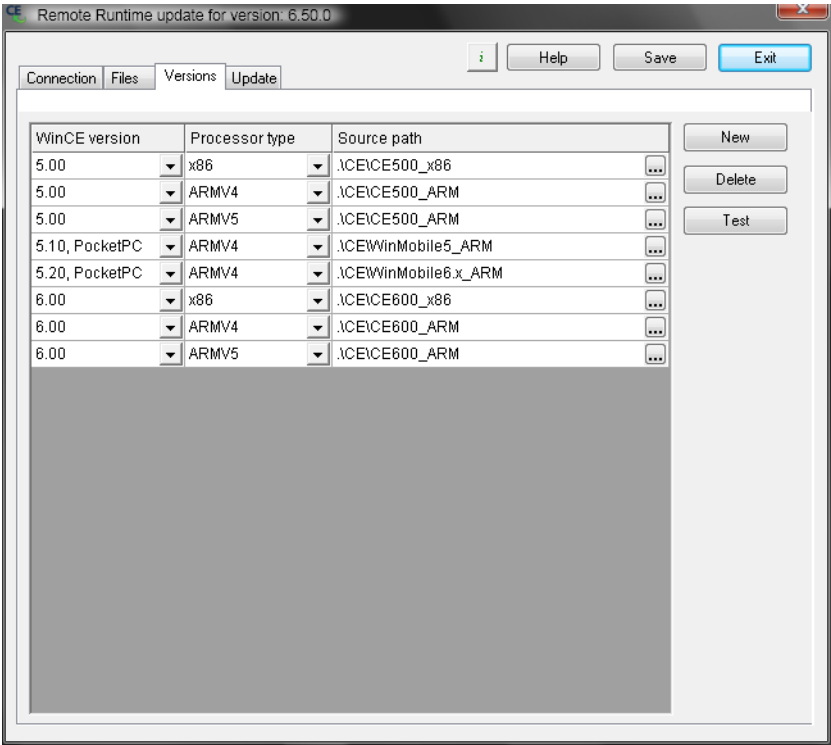 CE Remote Runtime update for version: 6.50.0
i Help Save Exit
Connection Files Versions Update
WinCE version Processor type Source path New
5.00 x86 .\CE\CE500_x86 ...
Delete
5.00 ARMV4 .\CE\CE500_ARM ...
5.00 ARMV5 .\CE\CE500_ARM ... Test
5.10, PocketPC ARMV4 .\CE\WinMobile5_ARM ...
5.20, PocketPC ARMV4 .\CE\WinMobile6.x_ARM ...
6.00 x86 .\CE\CE600_x86 ...
6.00 ARMV4 .\CE\CE600_ARM ...
6.00 ARMV5 .\CE\CE600_ARM ...